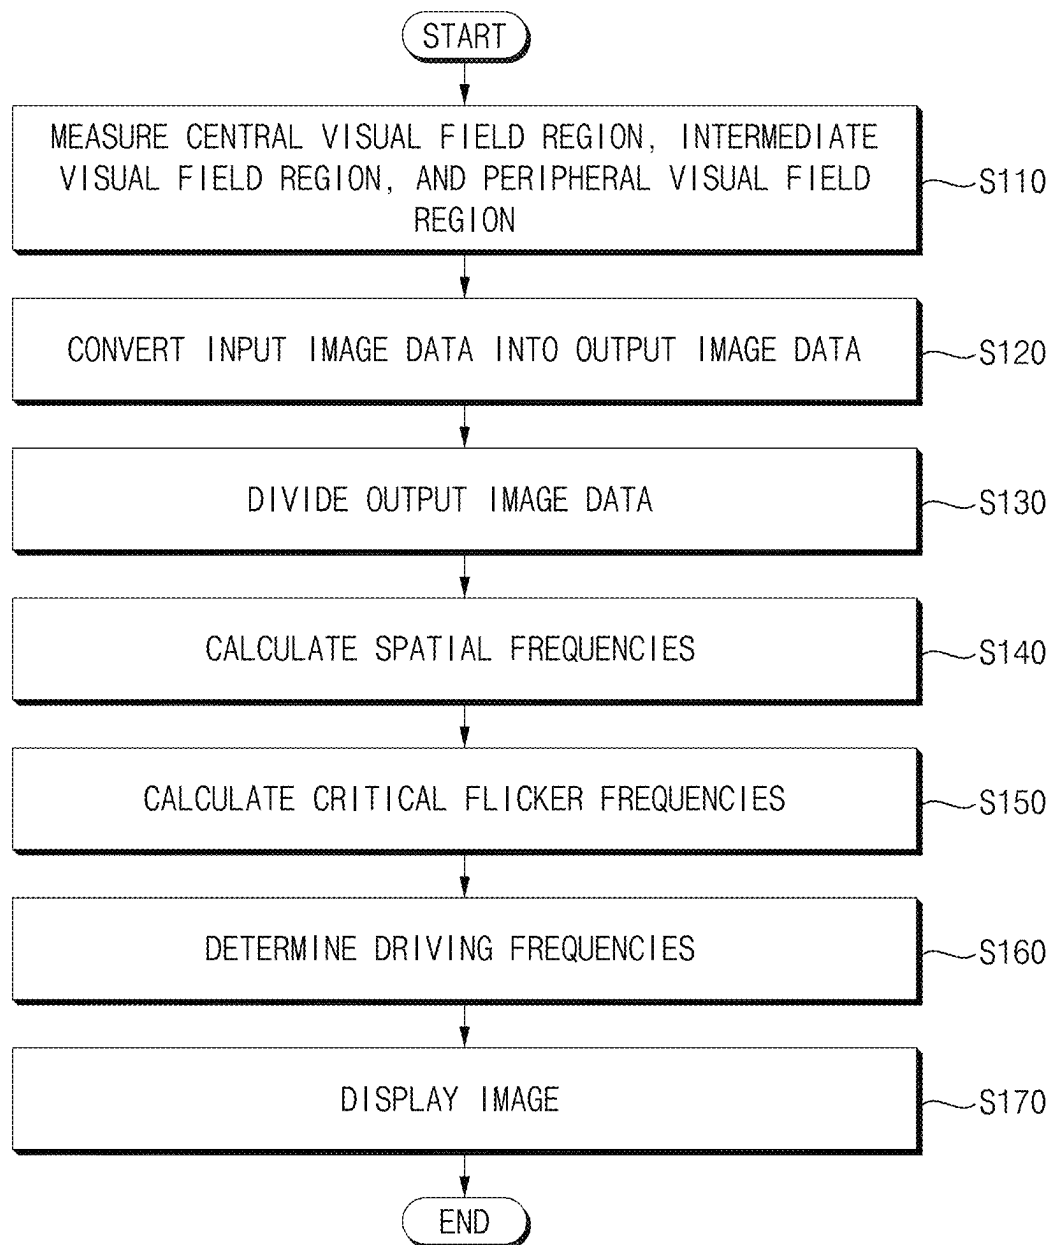 START
MEASURE CENTRAL VISUAL FIELD REGION, INTERMEDIATE
VISUAL FIELD REGION, AND PERIPHERAL VISUAL FIELD
REGION
S110
CONVERT INPUT IMAGE DATA INTO OUTPUT IMAGE DATA
S120
DIVIDE OUTPUT IMAGE DATA
S130
CALCULATE SPATIAL FREQUENCIES
S140
CALCULATE CRITICAL FLICKER FREQUENCIES
S150
DETERMINE DRIVING FREQUENCIES
S160
DISPLAY IMAGE
S170
END